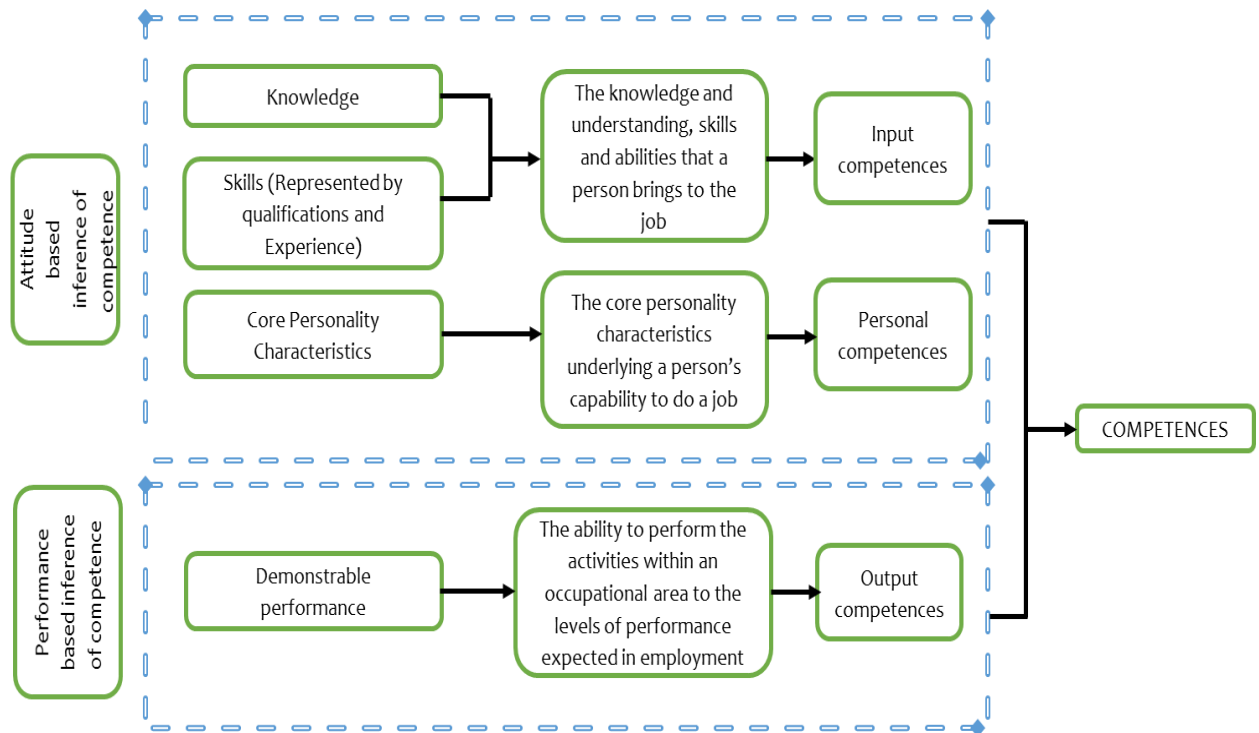 Attitude
based
inference of
competence
Knowledge
Skills (Represented by
qualifications and
Experience)
The knowledge and
understanding, skills
and abilities that a
person brings to the
job
Input
competences
Core Personality
Characteristics
The core personality
characteristics
underlying a person’s
capability to do a job
Personal
competences
COMPETENCES
Performance
based inference
of competence
Demonstrable
performance
The ability to perform the
activities within an
occupational area to the
levels of performance
expected in employment
Output
competences